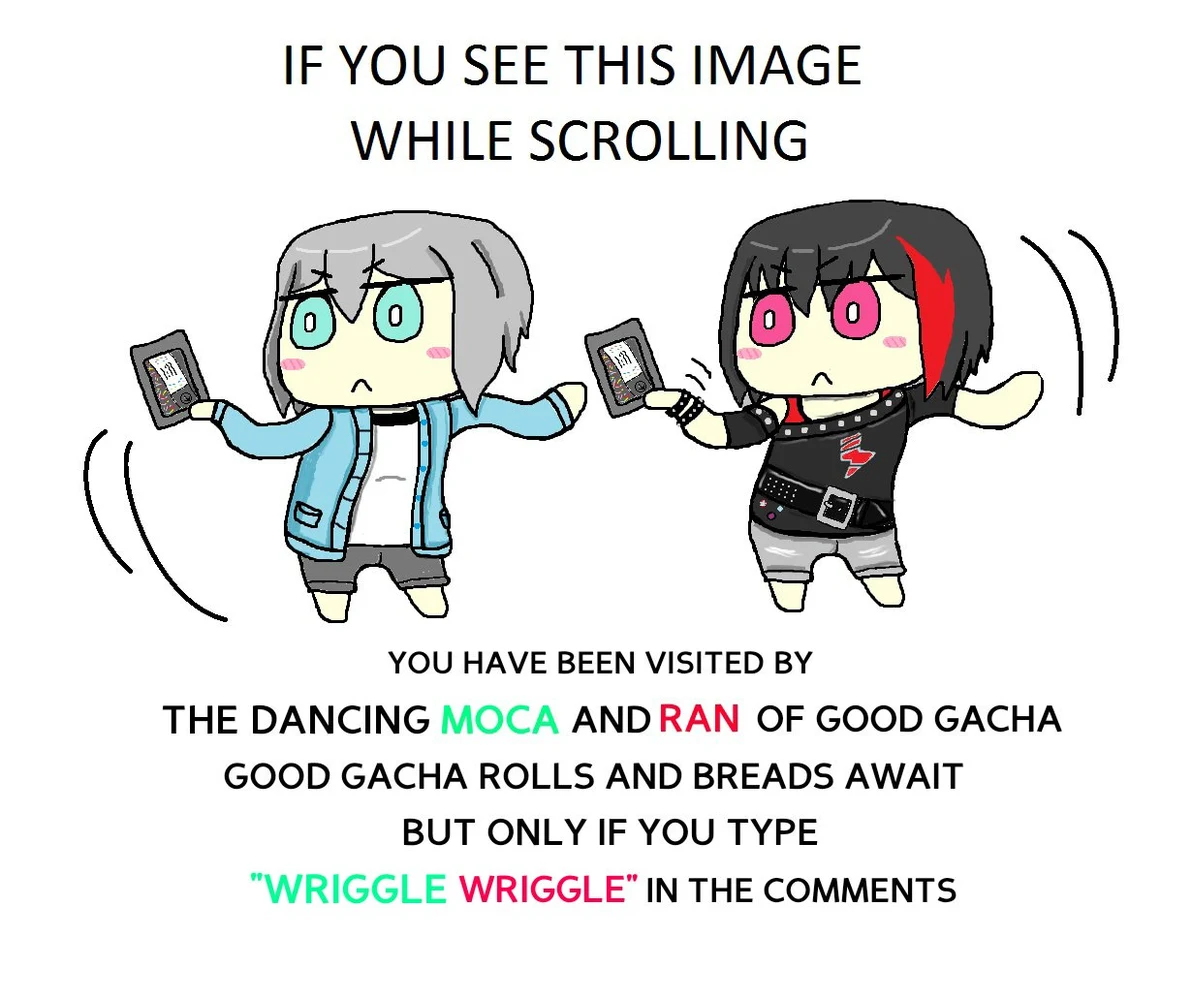 IF YOU SEE THIS IMAGE
WHILE SCROLLING
YOU HAVE BEEN VISITED BY
THE DANCING MOCA AND RAN OF GOOD GACHA
GOOD GACHA ROLLS AND BREADS AWAIT
BUT ONLY IF YOU TYPE
"WRIGGLE WRIGGLE" IN THE COMMENTS